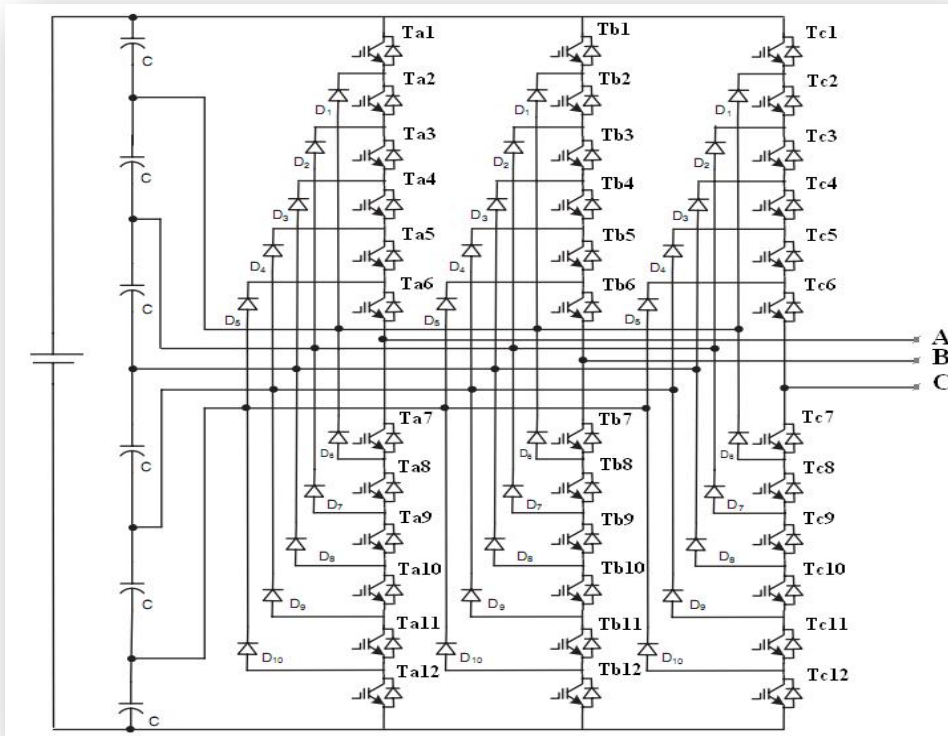 Ta1 Tb1 Tc1
C
Ta2 Tb2 Tc2
D1 D1 D1
Ta3 Tb3 Tc3
C D2 D2 D2
Ta4 Tb4 Tc4
D3 D3 D3
Ta5 Tb5 Tc5
D4 D4 D4
Ta6 Tb6 Tc6
C D5 D5 D5
A
B
C
Ta7 Tb7 Tc7
D6 D6 D6
C
Ta8 Tb8 Tc8
D7 D7 D7
Ta9 Tb9 Tc9
D8 D8 D8
Ta10 Tb10 Tc10
C D9 D9 D9
Ta11 Tb11 Tc11
D10 D10 D10
Ta12 Tb12 Tc12
C